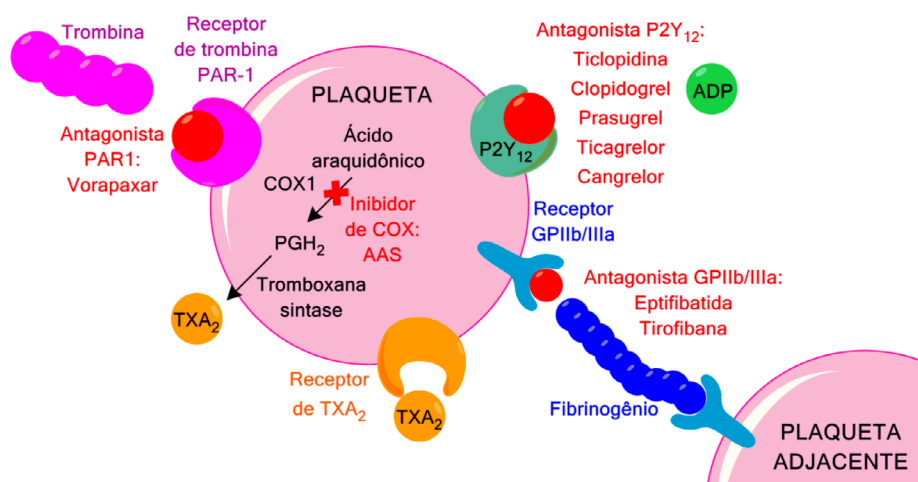 Trombina
Receptor
de trombina
PAR-1
Antagonista
PAR1:
Vorapaxar
PLAQUETA
Ácido
araquidônico
COX1
Inibidor
de COX:
AAS
PGH₂
Tromboxana
sintase
TXA₂
Receptor
de TXA₂
TXA₂
Antagonista P2Y₁₂:
Ticlopidina
Clopidogrel
Prasugrel
Ticagrelor
Cangrelor
ADP
P2Y₁₂
Receptor
GPIIb/IIIa
Antagonista GPIIb/IIIa:
Eptifibatida
Tirofibana
Fibrinogênio
PLAQUETA
ADJACENTE